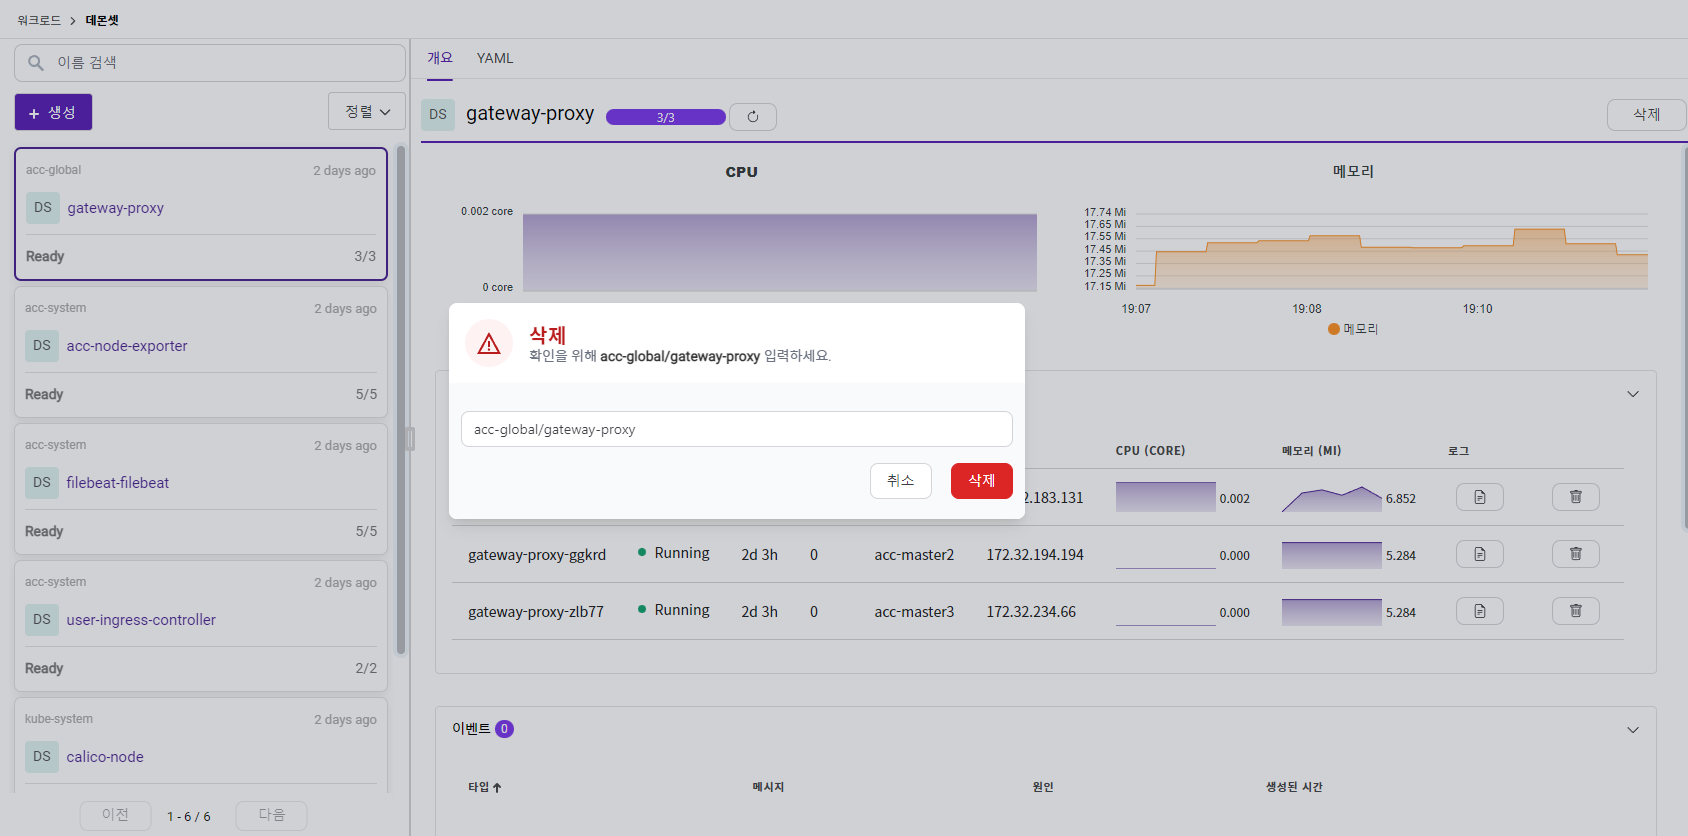 워크로드 > 데몬셋
이름 검색
+ 생성
정렬
acc-global 2 days ago
DS gateway-proxy
Ready 3/3
acc-system 2 days ago
DS acc-node-exporter
Ready 5/5
acc-system 2 days ago
DS filebeat-filebeat
Ready 5/5
acc-system 2 days ago
DS user-ingress-controller
Ready 2/2
kube-system 2 days ago
DS calico-node
이전 1 - 6 / 6 다음
개요 YAML
DS gateway-proxy 3/3 삭제
CPU
0.002 core
0 core
메모리
17.74 Mi
17.65 Mi
17.55 Mi
17.45 Mi
17.35 Mi
17.25 Mi
17.15 Mi
19:07 19:08 19:10
메모리
삭제
확인을 위해 acc-global/gateway-proxy 입력하세요.
acc-global/gateway-proxy
취소 삭제
CPU (CORE) 메모리 (MI) 로그
2.183.131 0.002 6.852
gateway-proxy-ggkrd Running 2d 3h 0 acc-master2 172.32.194.194 0.000 5.284
gateway-proxy-zlb77 Running 2d 3h 0 acc-master3 172.32.234.66 0.000 5.284
이벤트 0
타입 메시지 원인 생성된 시간